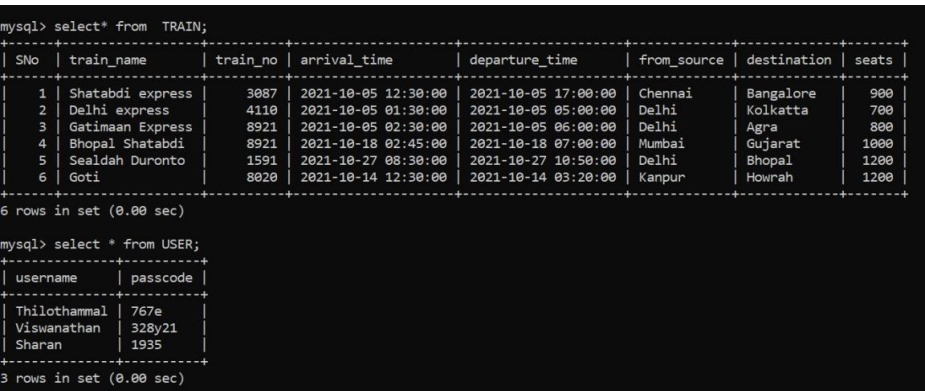 mysql> select* from  TRAIN;
+------+------------------+----------+---------------------+---------------------+-------------+-------------+-------+
| SNo  | train_name       | train_no | arrival_time        | departure_time      | from_source | destination | seats |
+------+------------------+----------+---------------------+---------------------+-------------+-------------+-------+
|    1 | Shatabdi express |     3087 | 2021-10-05 12:30:00 | 2021-10-05 17:00:00 | Chennai     | Bangalore   |   900 |
|    2 | Delhi express    |     4110 | 2021-10-05 01:30:00 | 2021-10-05 05:00:00 | Delhi       | Kolkatta    |   700 |
|    3 | Gatimaan Express |     8921 | 2021-10-05 02:30:00 | 2021-10-05 06:00:00 | Delhi       | Agra        |   800 |
|    4 | Bhopal Shatabdi  |     8921 | 2021-10-18 02:45:00 | 2021-10-18 07:00:00 | Mumbai      | Gujarat     |  1000 |
|    5 | Sealdah Duronto  |     1591 | 2021-10-27 08:30:00 | 2021-10-27 10:50:00 | Delhi       | Bhopal      |  1200 |
|    6 | Goti             |     8020 | 2021-10-14 12:30:00 | 2021-10-14 03:20:00 | Kanpur      | Howrah      |  1200 |
+------+------------------+----------+---------------------+---------------------+-------------+-------------+-------+
6 rows in set (0.00 sec)
mysql> select * from USER;
+--------------+----------+
| username     | passcode |
+--------------+----------+
| Thilothammal | 767e     |
| Viswanathan  | 328y21   |
| Sharan       | 1935     |
+--------------+----------+
3 rows in set (0.00 sec)